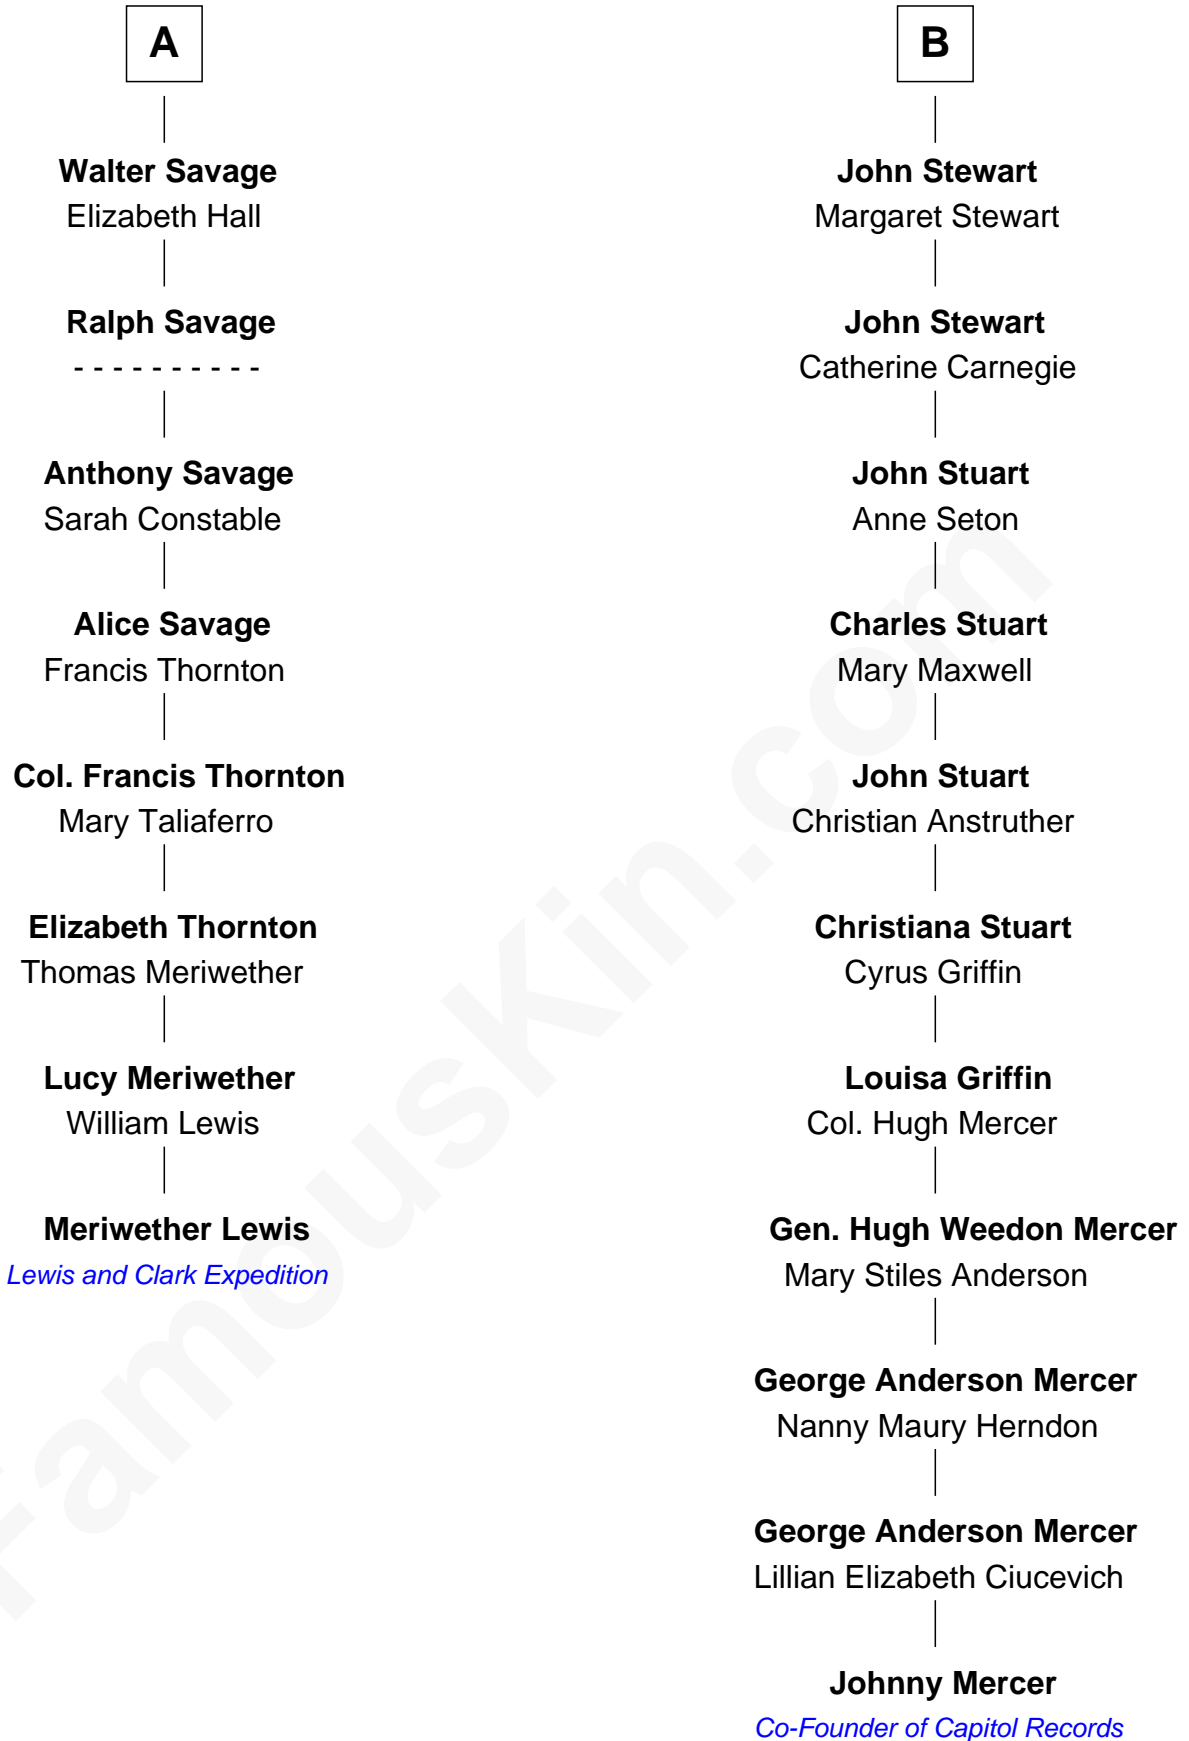 A
Walter Savage
Elizabeth Hall
Ralph Savage
- - - - - - - - - -
Anthony Savage
Sarah Constable
Alice Savage
Francis Thornton
Col. Francis Thornton
Mary Taliaferro
Elizabeth Thornton
Thomas Meriwether
Lucy Meriwether
William Lewis
Meriwether Lewis
Lewis and Clark Expedition
B
John Stewart
Margaret Stewart
John Stewart
Catherine Carnegie
John Stuart
Anne Seton
Charles Stuart
Mary Maxwell
John Stuart
Christian Anstruther
Christiana Stuart
Cyrus Griffin
Louisa Griffin
Col. Hugh Mercer
Gen. Hugh Weedon Mercer
Mary Stiles Anderson
George Anderson Mercer
Nanny Maury Herndon
George Anderson Mercer
Lillian Elizabeth Ciucevich
Johnny Mercer
Co-Founder of Capitol Records
FamousKin.com